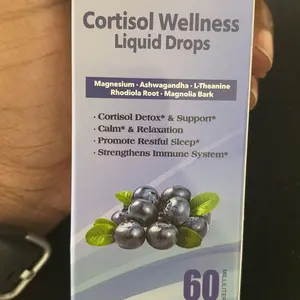 Cortisol Wellness
Liquid Drops
Magnesium · Ashwagandha · L-Theanine
Rhodiola Root · Magnolia Bark
· Cortisol Detox* & Support*
· Calm* & Relaxation
· Promote Restful Sleep*
· Strengthens Immune System*
60